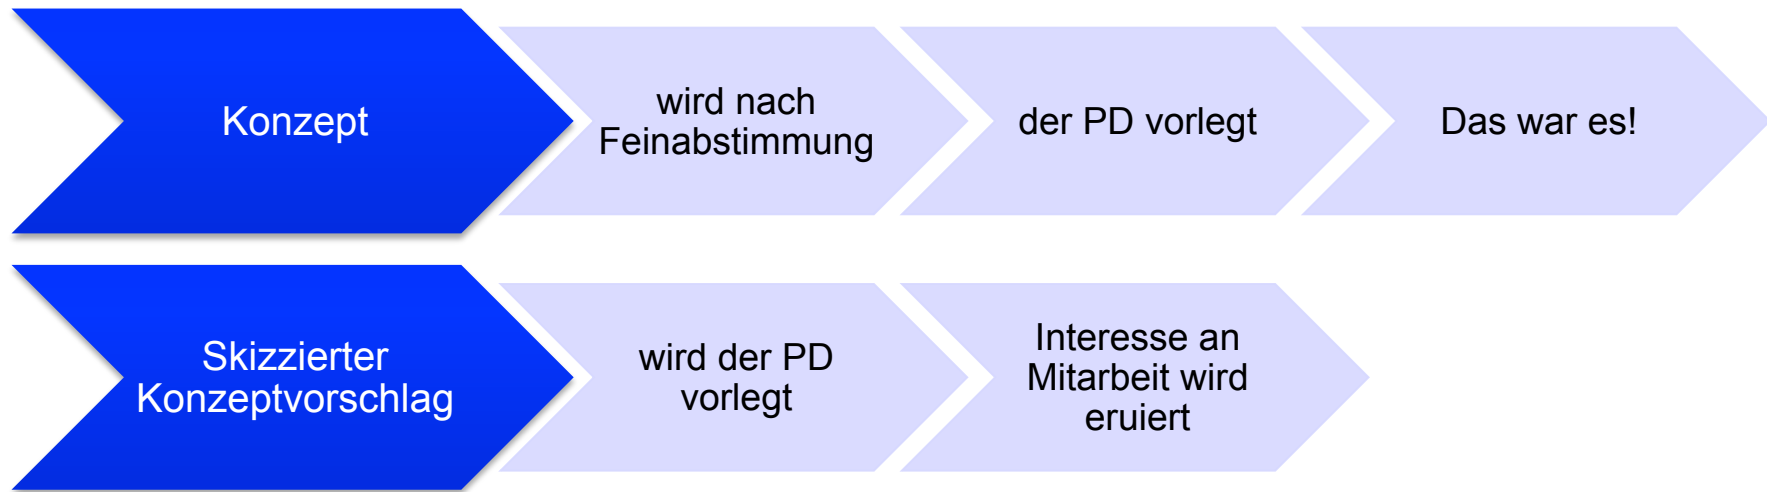 Konzept
wird nach
Feinabstimmung
der PD vorlegt
Das war es!
Skizzierter
Konzeptvorschlag
wird der PD
vorlegt
Interesse an
Mitarbeit wird
eruiert